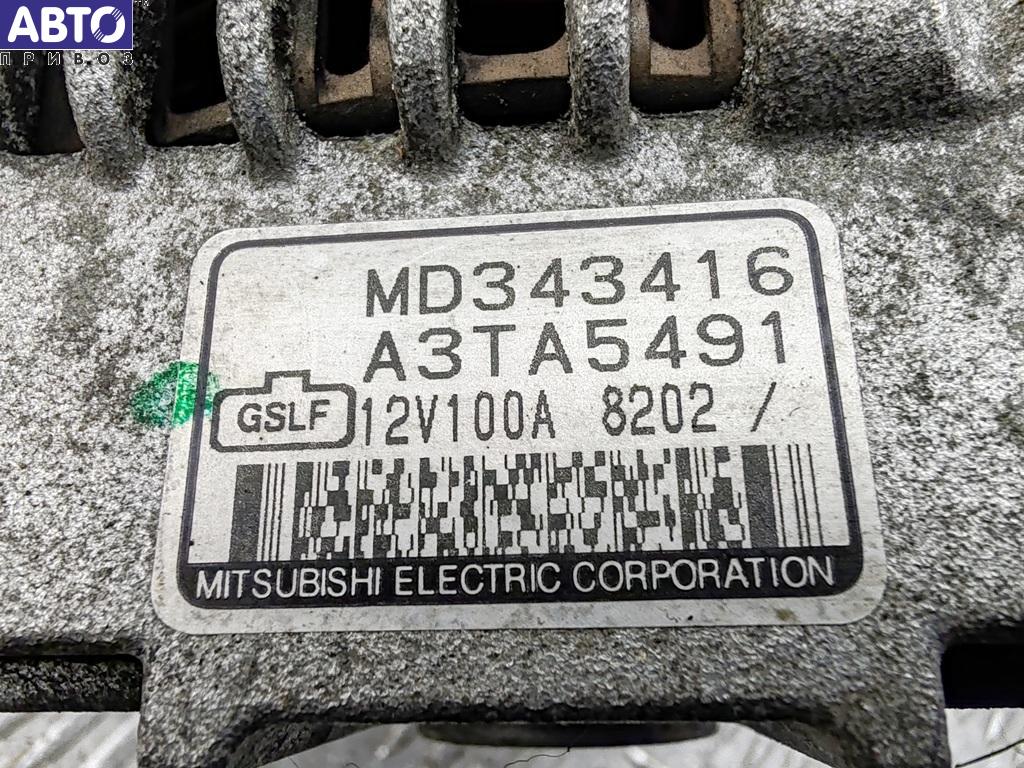 АВТО
ПРИВОЗ
MD343416
A3TA5491
GSLF 12V100A 8202 /
MITSUBISHI ELECTRIC CORPORATION